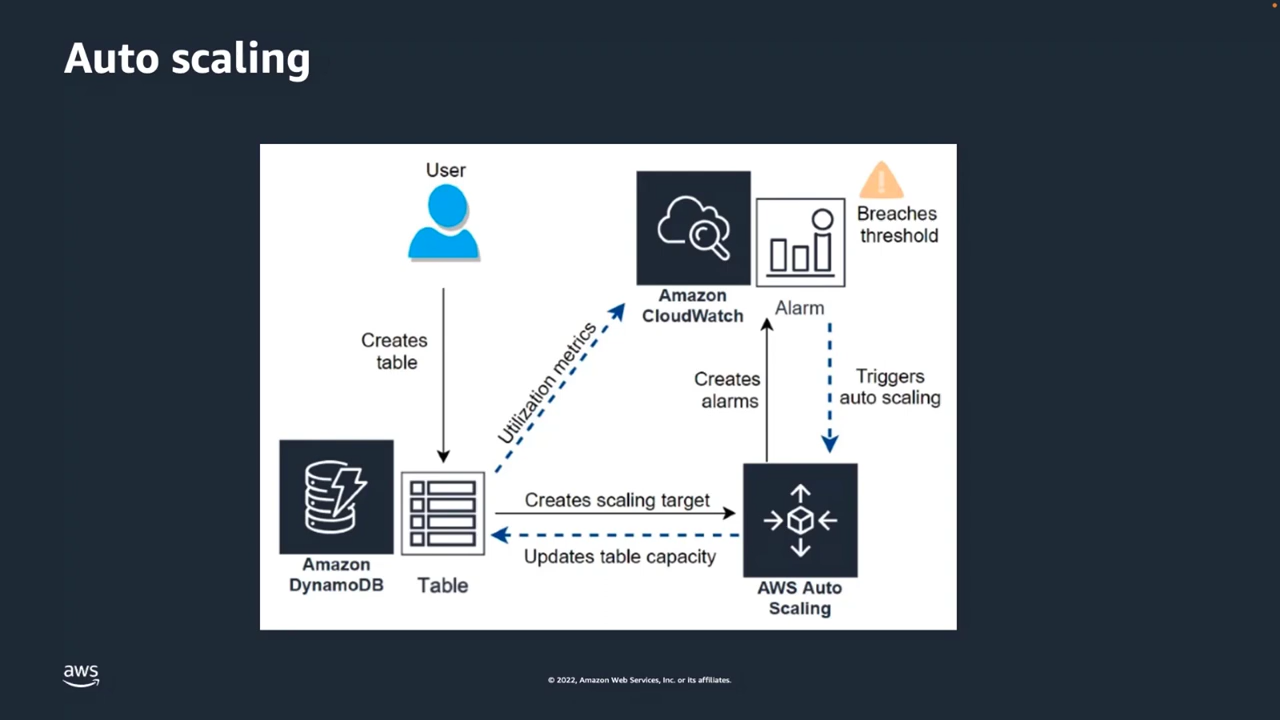 Auto scaling
User
Breaches
threshold
Amazon
CloudWatch
Alarm
Creates
table
Utilization metrics
Creates
alarms
Triggers
auto scaling
Creates scaling target
Updates table capacity
Amazon
DynamoDB
Table
AWS Auto
Scaling
aws
© 2022, Amazon Web Services, Inc. or its affiliates.